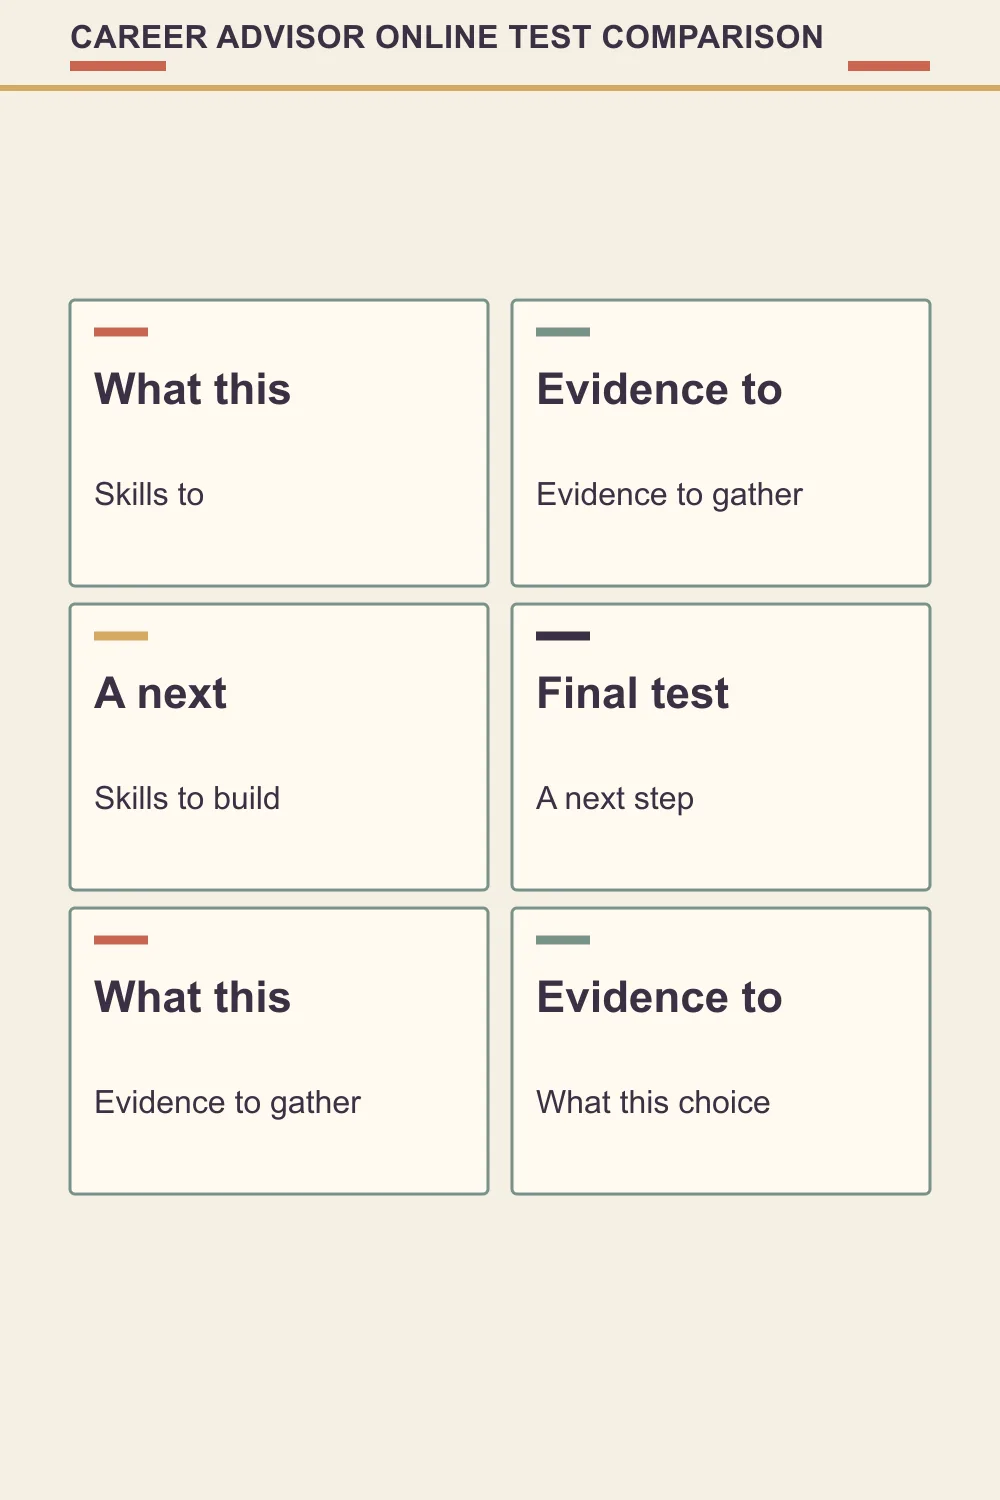 CAREER ADVISOR ONLINE TEST COMPARISON
What this
Skills to
Evidence to
Evidence to gather
A next
Skills to build
Final test
A next step
What this
Evidence to gather
Evidence to
What this choice